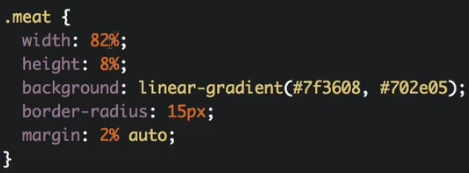 .meat {
width: 82%;
height: 8%;
background: linear-gradient(#7f3608, #702e05);
border-radius: 15px;
margin: 2% auto;
}